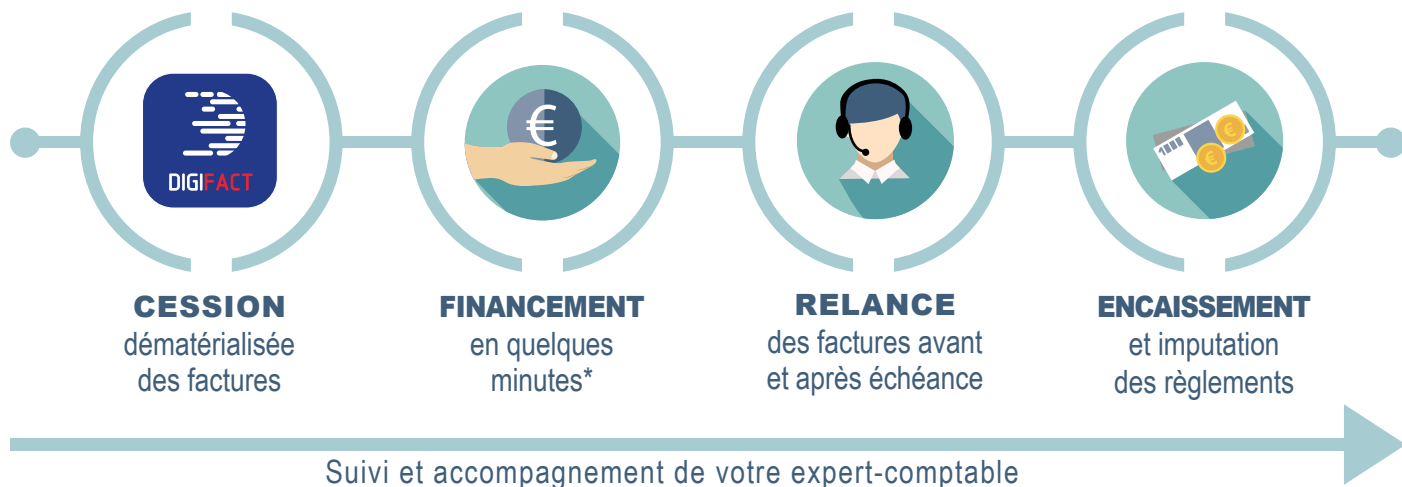 DIGIFACT
€
1000
€
€
CESSION
dématérialisée
des factures
FINANCEMENT
en quelques
minutes*
RELANCE
des factures avant
et après échéance
ENCAISSEMENT
et imputation
des règlements
Suivi et accompagnement de votre expert-comptable